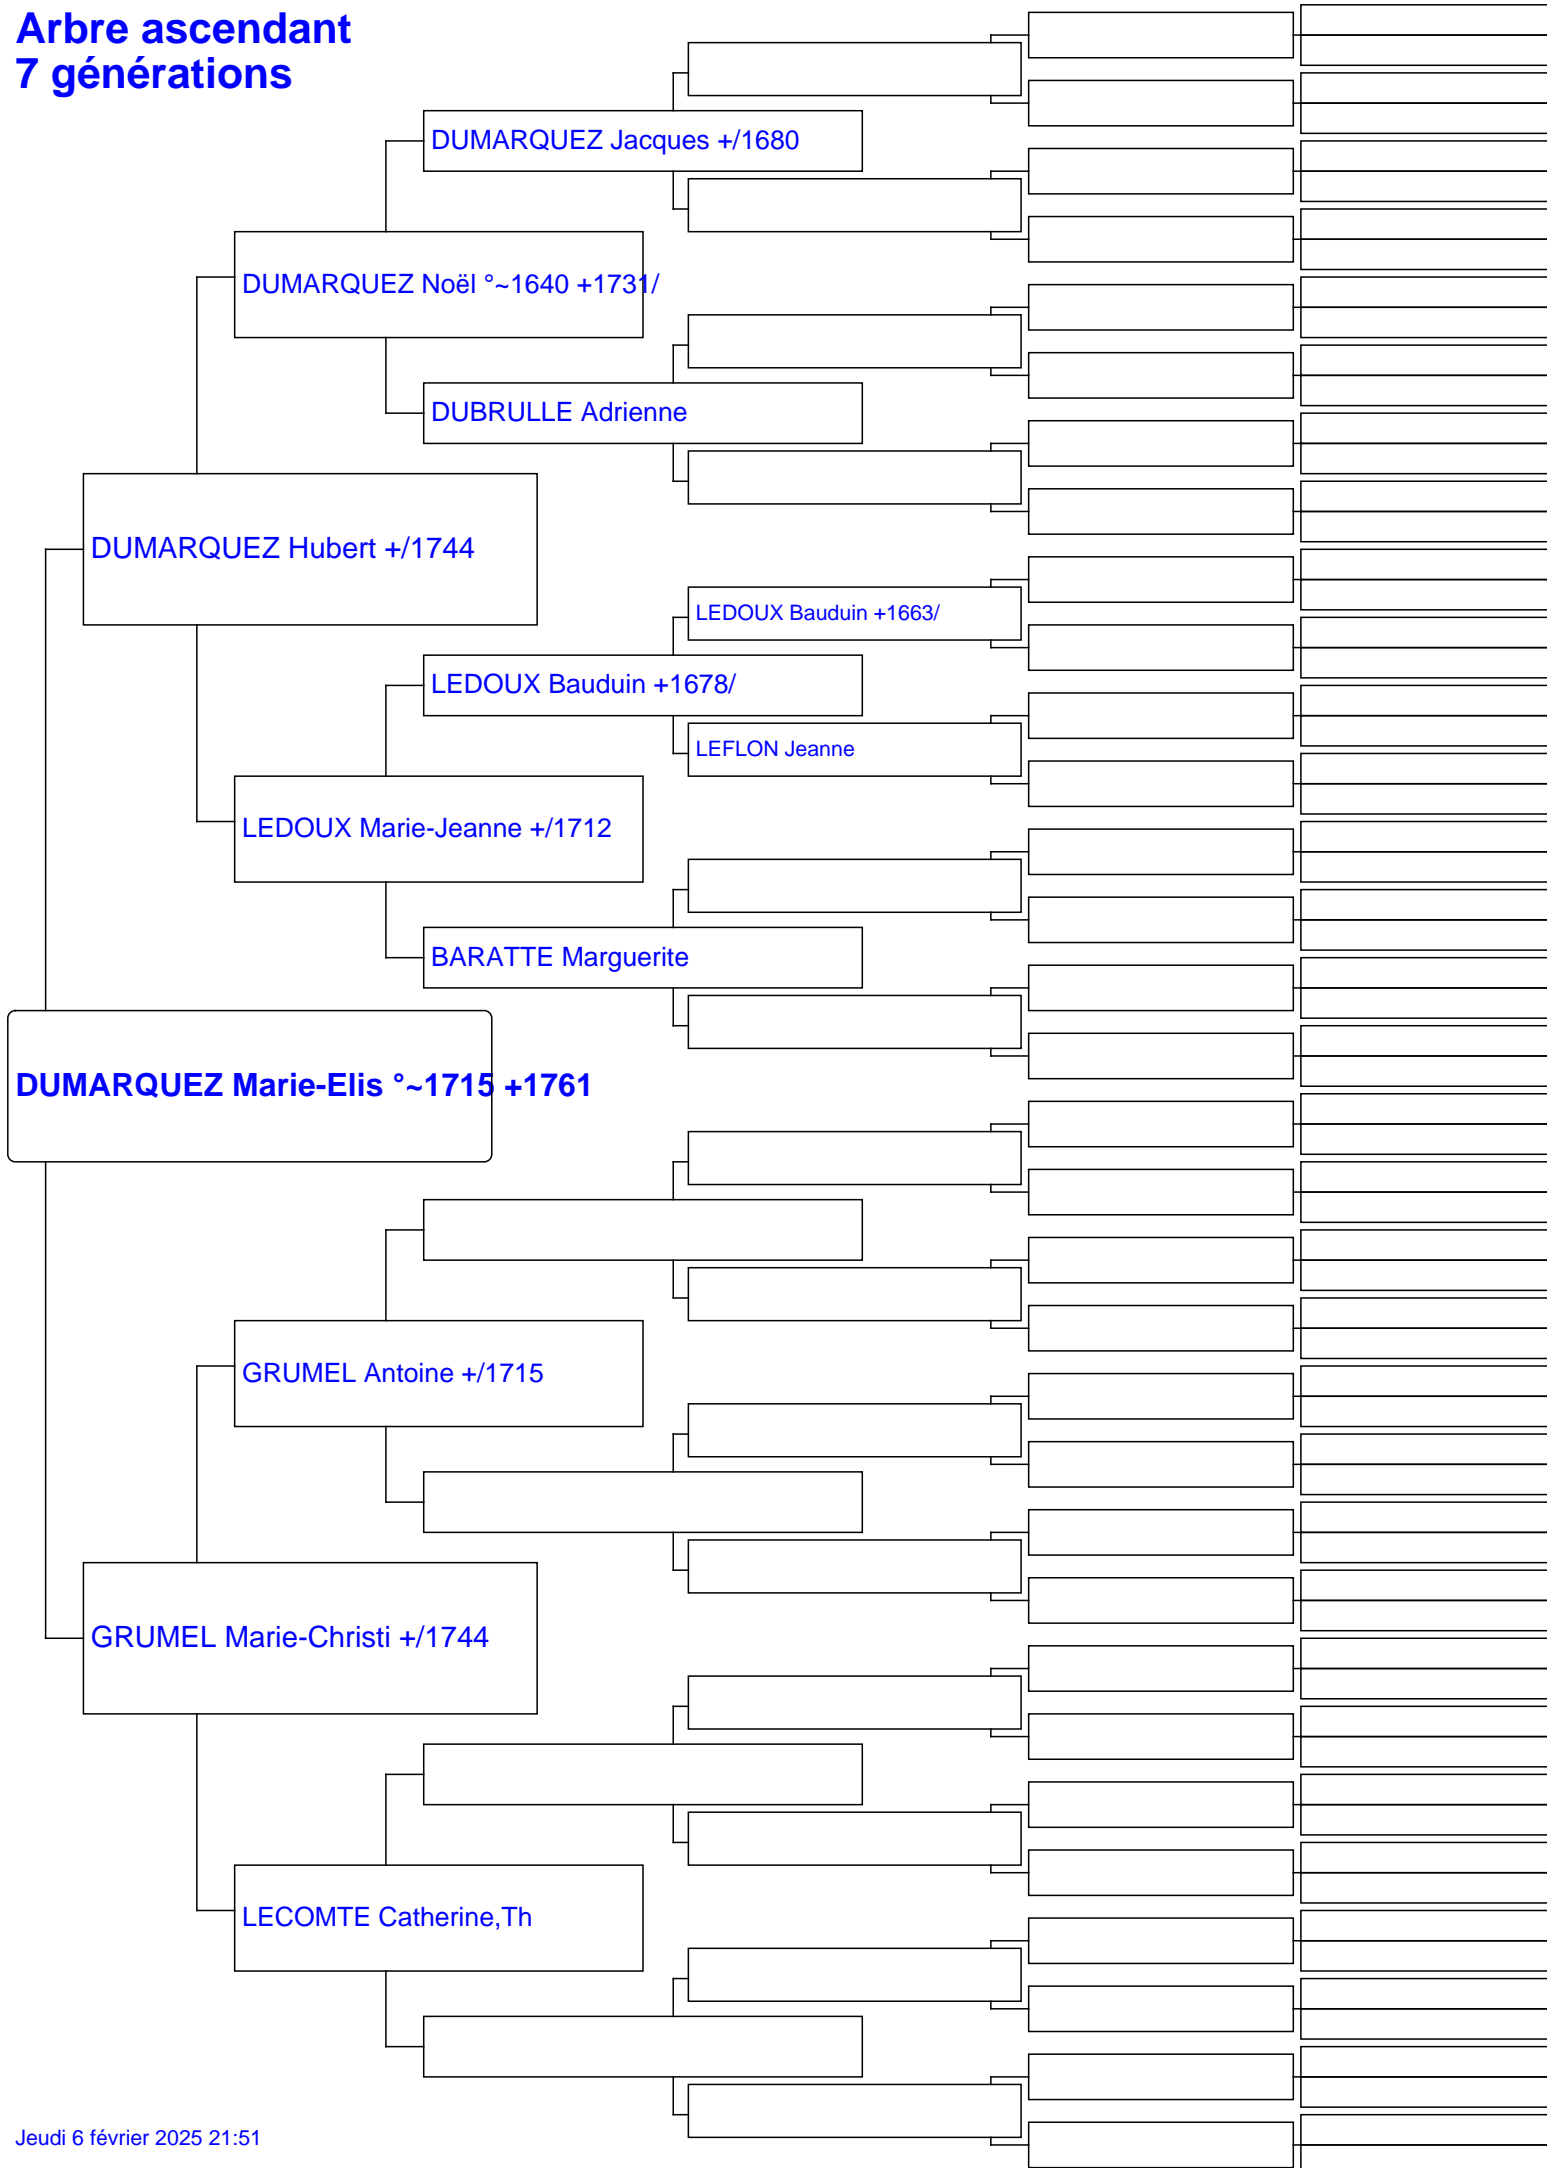 Arbre ascendant
7 générations
DUMARQUEZ Jacques +/1680
DUMARQUEZ Noël °~1640 +1731/
DUBRULLE Adrienne
DUMARQUEZ Hubert +/1744
LEDOUX Bauduin +1663/
LEDOUX Bauduin +1678/
LEFLON Jeanne
LEDOUX Marie-Jeanne +/1712
BARATTE Marguerite
DUMARQUEZ Marie-Elis °~1715 +1761
GRUMEL Antoine +/1715
GRUMEL Marie-Christi +/1744
LECOMTE Catherine,Th
Jeudi 6 février 2025 21:51